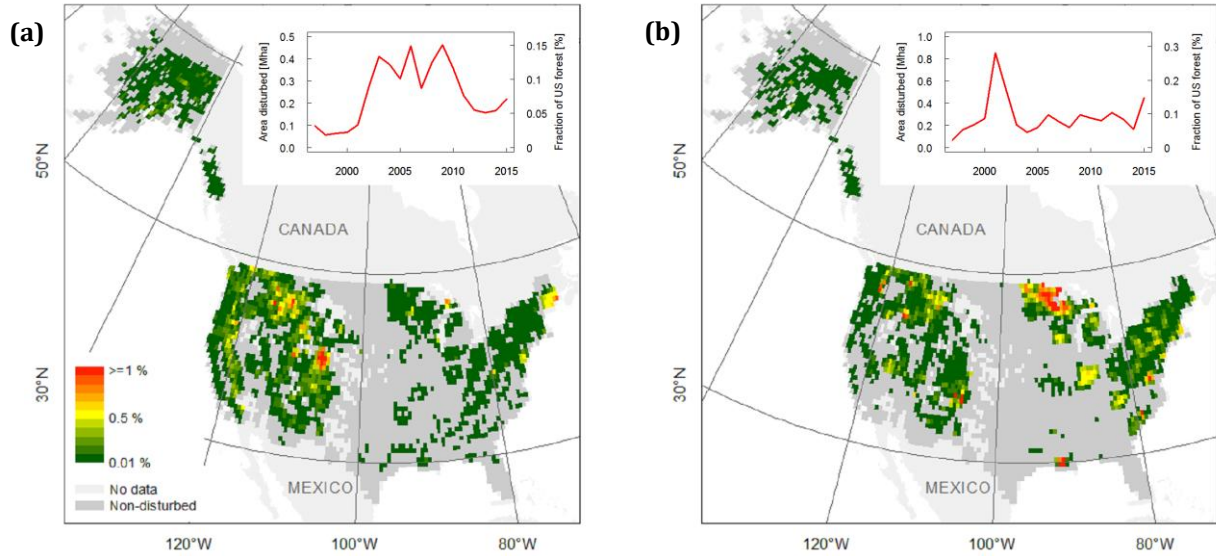 (a)
Area disturbed [Mha]
0.5
0.4
0.3
0.2
0.1
0.0
2000
2005
2010
2015
0.15
0.1
0.05
0
Fraction of US forest [%]
50°N
30°N
CANADA
MEXICO
>=1 %
0.5 %
0.01 %
No data
Non-disturbed
120°W
100°W
80°W
(b)
Area disturbed [Mha]
1.0
0.8
0.6
0.4
0.2
0.0
2000
2005
2010
2015
0.3
0.2
0.1
0
Fraction of US forest [%]
50°N
30°N
CANADA
MEXICO
120°W
100°W
80°W